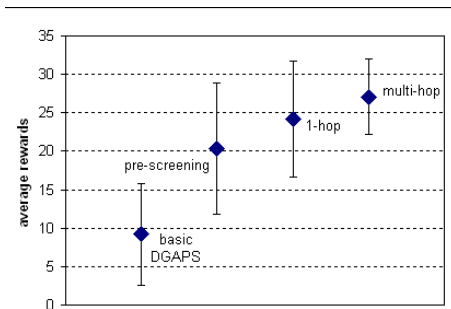 35
30
25
20
15
10
5
0
average rewards
multi-hop
1-hop
pre-screening
basic
DGAPS